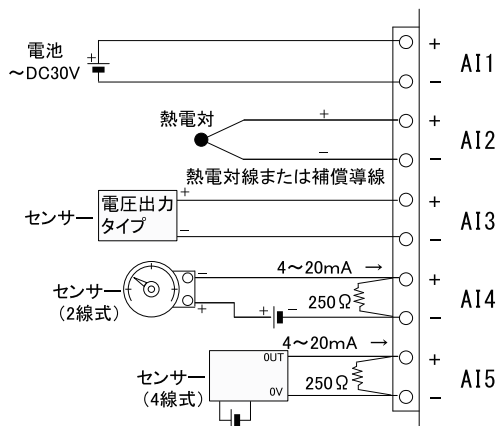 電池
～DC30V
+
+
−
AI1
熱電対
+
−
+
−
AI2
熱電対線または補償導線
センサー
電圧出力
タイプ
+
−
+
−
AI3
センサー
(2線式)
−
+
4～20mA →
+ −
250Ω
+
−
AI4
センサー
(4線式)
OUT
0V
4～20mA →
250Ω
+
−
AI5